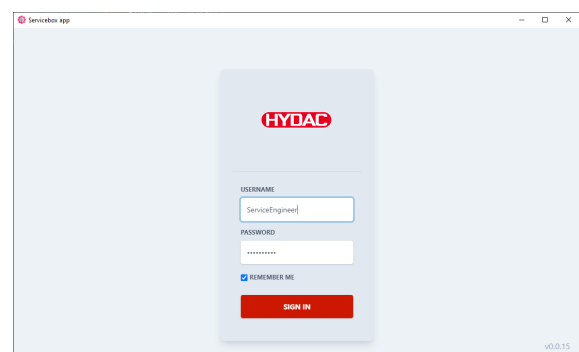 Servicebox app
HYDAC
USERNAME
ServiceEngineer
PASSWORD
••••••••••
REMEMBER ME
SIGN IN
v0.0.15